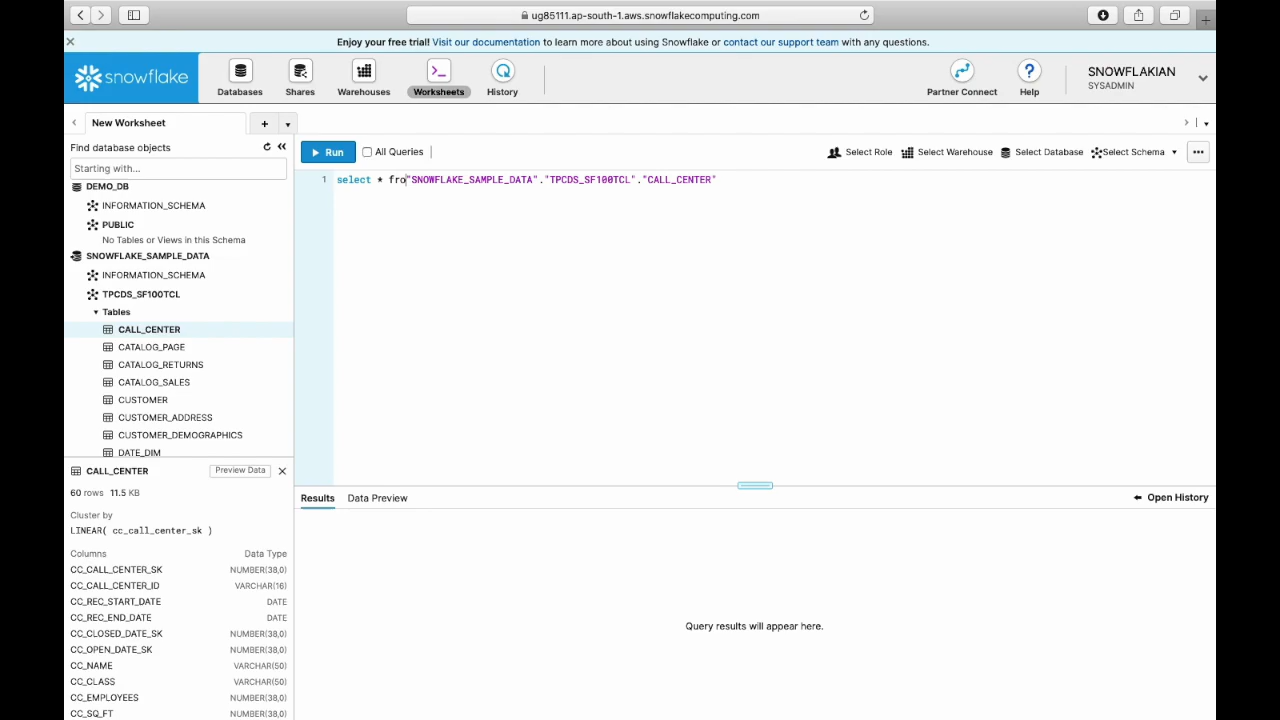 ug85111.ap-south-1.aws.snowflakecomputing.com
Enjoy your free trial! Visit our documentation to learn more about using Snowflake or contact our support team with any questions.
snowflake
Databases
Shares
Warehouses
Worksheets
History
Partner Connect
Help
SNOWFLAKIAN
SYSADMIN
New Worksheet
Find database objects
Starting with...
DEMO_DB
INFORMATION_SCHEMA
PUBLIC
No Tables or Views in this Schema
SNOWFLAKE_SAMPLE_DATA
INFORMATION_SCHEMA
TPCDS_SF100TCL
Tables
CALL_CENTER
CATALOG_PAGE
CATALOG_RETURNS
CATALOG_SALES
CUSTOMER
CUSTOMER_ADDRESS
CUSTOMER_DEMOGRAPHICS
DATE_DIM
CALL_CENTER Preview Data
60 rows 11.5 KB
Cluster by
LINEAR( cc_call_center_sk )
Columns Data Type
CC_CALL_CENTER_SK NUMBER(38,0)
CC_CALL_CENTER_ID VARCHAR(16)
CC_REC_START_DATE DATE
CC_REC_END_DATE DATE
CC_CLOSED_DATE_SK NUMBER(38,0)
CC_OPEN_DATE_SK NUMBER(38,0)
CC_NAME VARCHAR(50)
CC_CLASS VARCHAR(50)
CC_EMPLOYEES NUMBER(38,0)
CC_SQ_FT NUMBER(38,0)
Run All Queries Select Role Select Warehouse Select Database Select Schema
1 select * fro"SNOWFLAKE_SAMPLE_DATA"."TPCDS_SF100TCL"."CALL_CENTER"
Results Data Preview Open History
Query results will appear here.